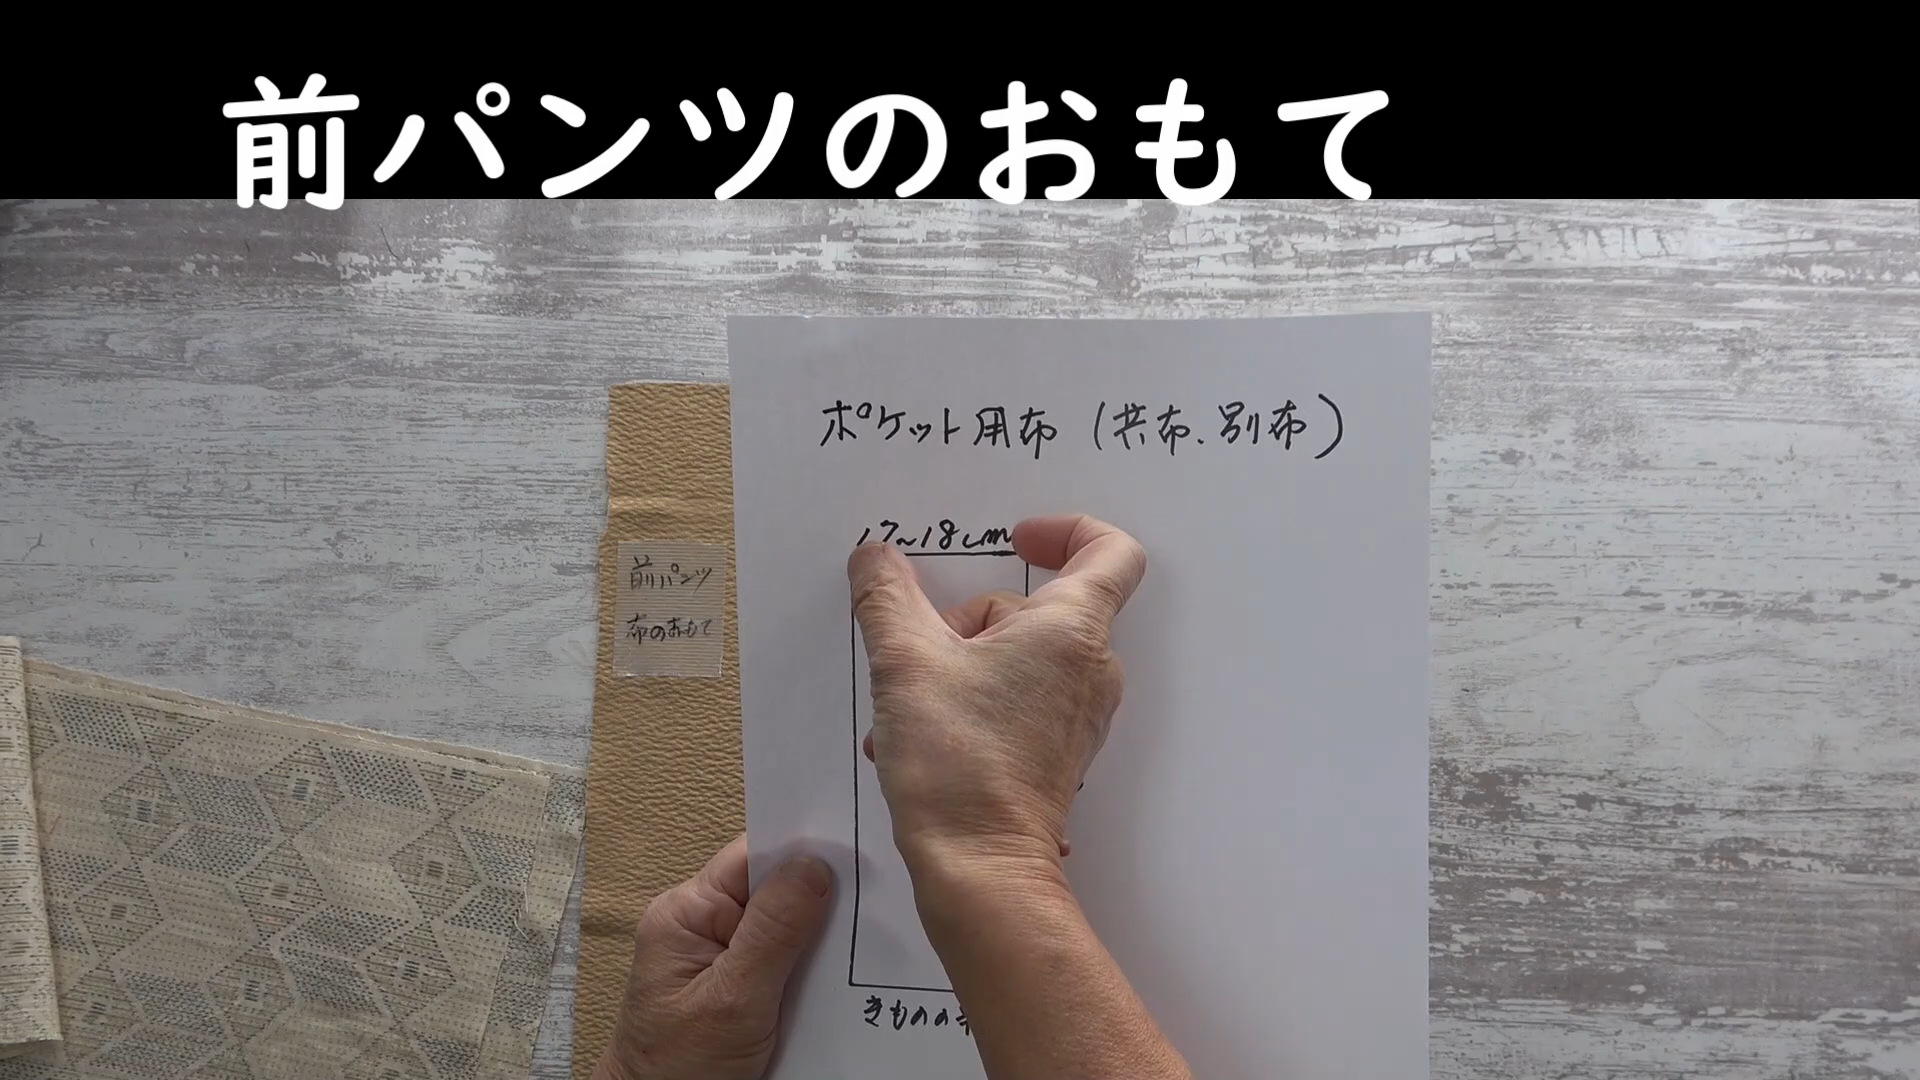 前パンツのおもて
ポケット用布 (共布、別布)
17~18cm
前パンツ
布のおもて
きものの